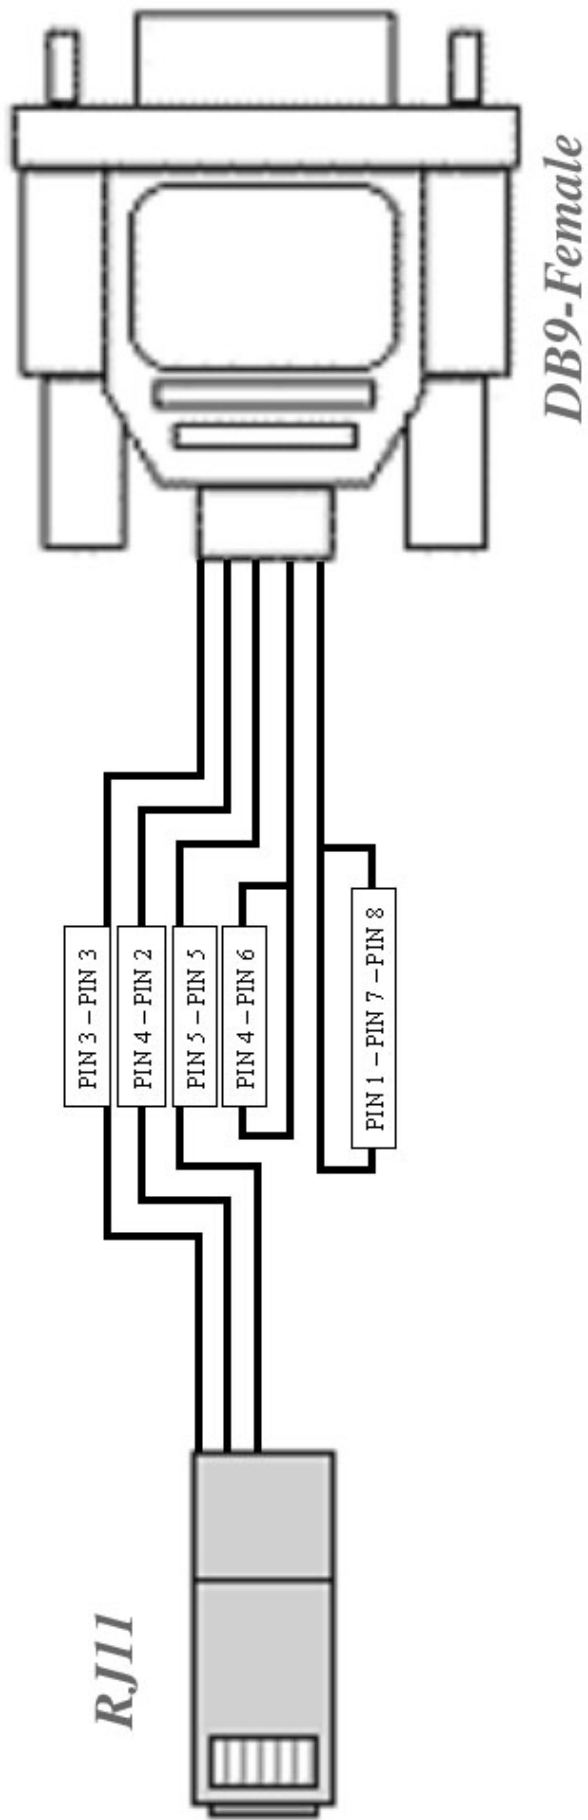 DB9-Female
PIN 3 – PIN 3
PIN 4 – PIN 2
PIN 5 – PIN 5
PIN 4 – PIN 6
PIN 1 – PIN 7 – PIN 8
RJ11